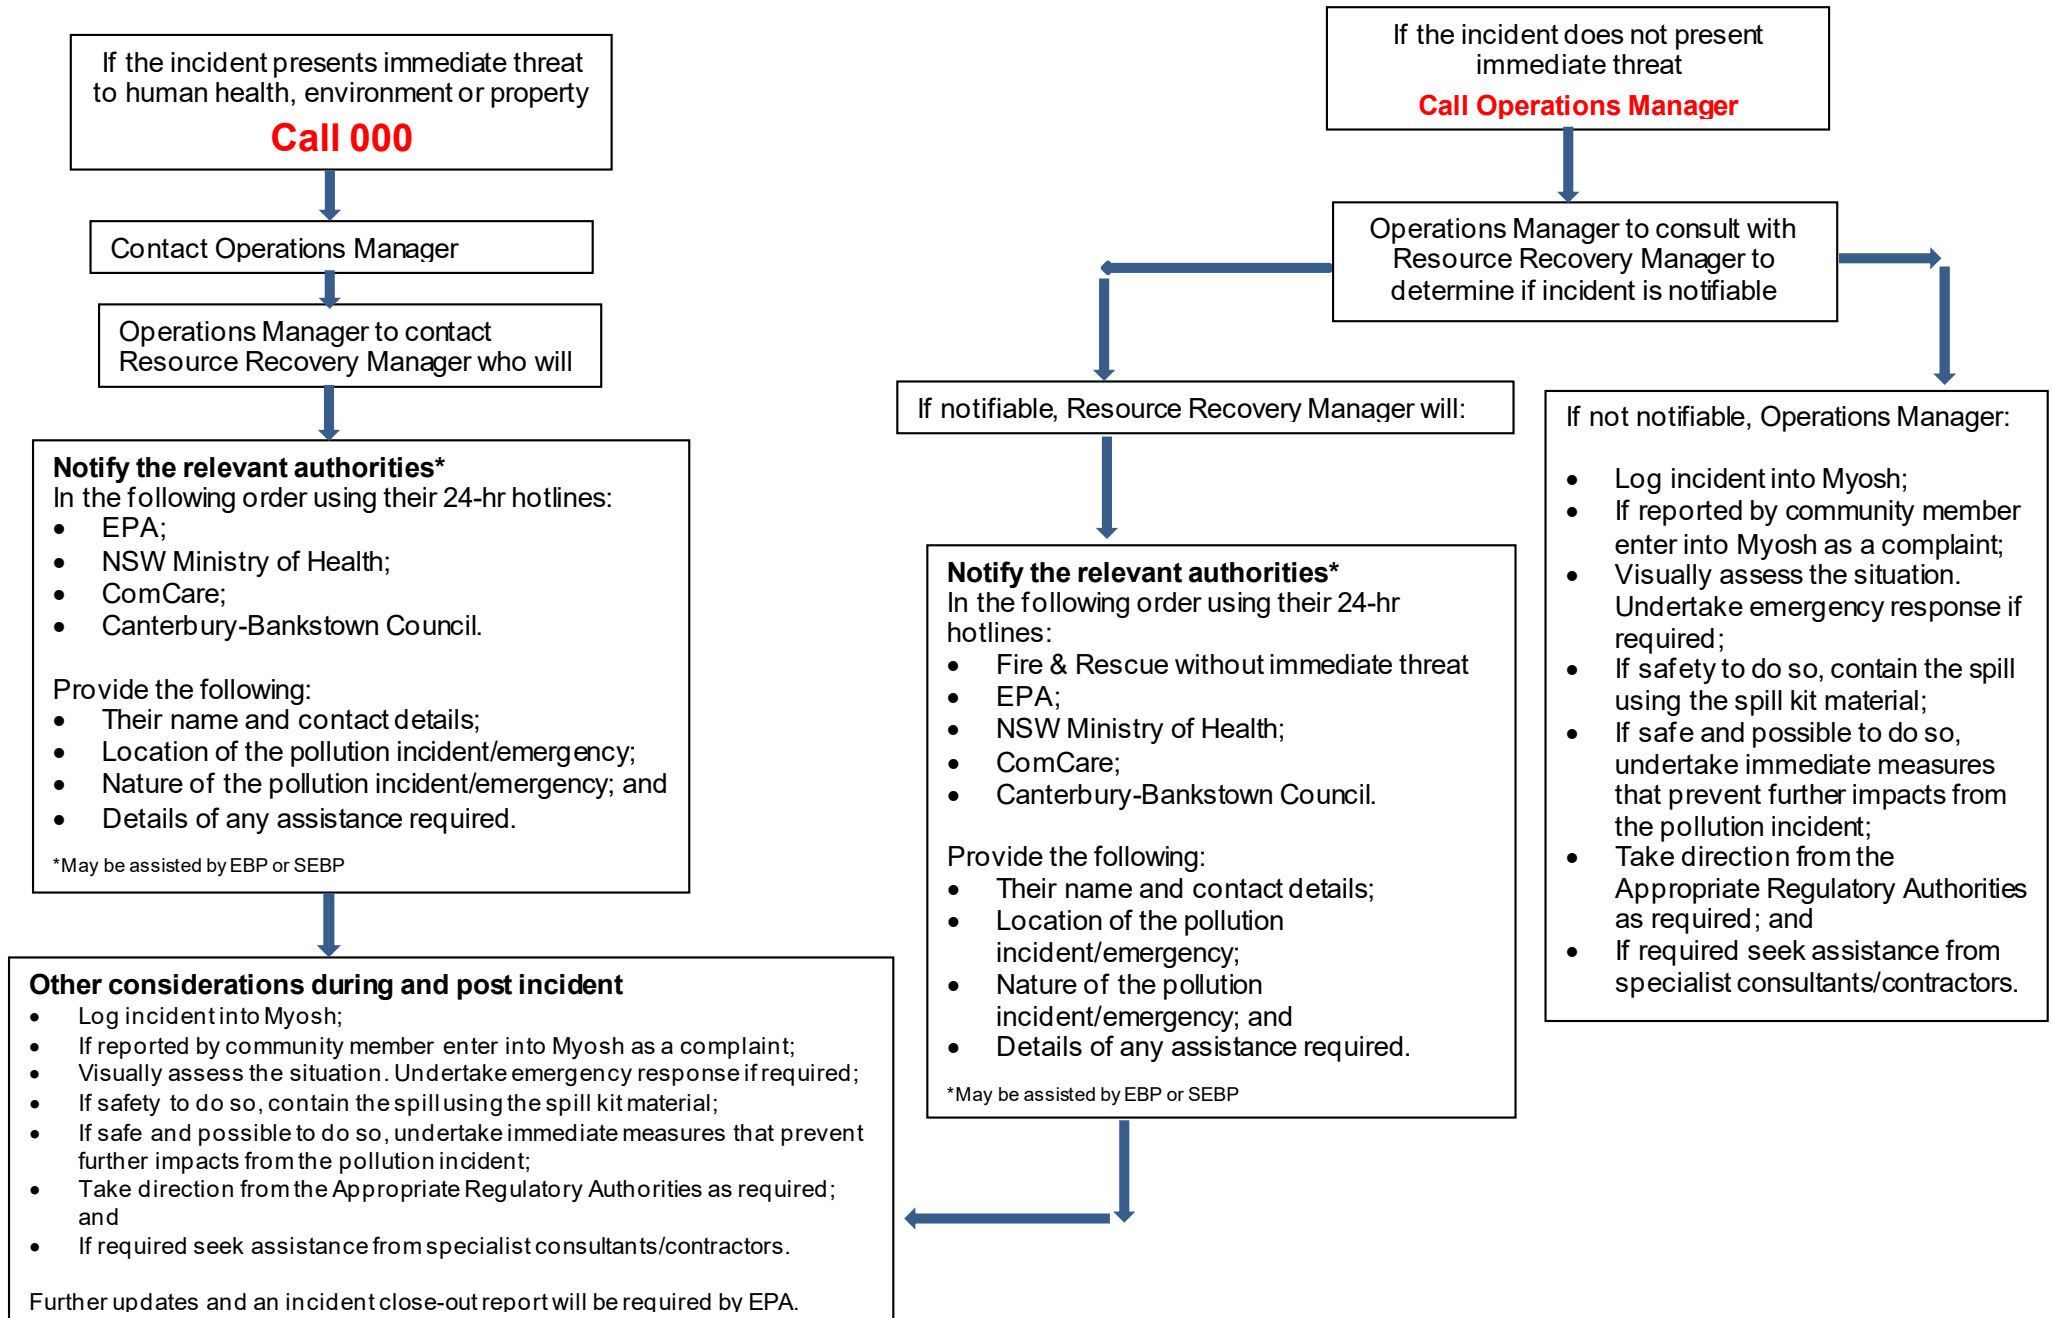 If the incident presents immediate threat
to human health, environment or property
Call 000
Contact Operations Manager
Operations Manager to contact
Resource Recovery Manager who will
Notify the relevant authorities*
In the following order using their 24-hr hotlines:
• EPA;
• NSW Ministry of Health;
• ComCare;
• Canterbury-Bankstown Council.
Provide the following:
• Their name and contact details;
• Location of the pollution incident/emergency;
• Nature of the pollution incident/emergency; and
• Details of any assistance required.
*May be assisted by EBP or SEBP
Other considerations during and post incident
• Log incident into Myosh;
• If reported by community member enter into Myosh as a complaint;
• Visually assess the situation. Undertake emergency response if required;
• If safety to do so, contain the spill using the spill kit material;
• If safe and possible to do so, undertake immediate measures that prevent
further impacts from the pollution incident;
• Take direction from the Appropriate Regulatory Authorities as required;
and
• If required seek assistance from specialist consultants/contractors.
Further updates and an incident close-out report will be required by EPA.
If the incident does not present
immediate threat
Call Operations Manager
Operations Manager to consult with
Resource Recovery Manager to
determine if incident is notifiable
If notifiable, Resource Recovery Manager will:
Notify the relevant authorities*
In the following order using their 24-hr
hotlines:
• Fire & Rescue without immediate threat
• EPA;
• NSW Ministry of Health;
• ComCare;
• Canterbury-Bankstown Council.
Provide the following:
• Their name and contact details;
• Location of the pollution
incident/emergency;
• Nature of the pollution
incident/emergency; and
• Details of any assistance required.
*May be assisted by EBP or SEBP
If not notifiable, Operations Manager:
• Log incident into Myosh;
• If reported by community member
enter into Myosh as a complaint;
• Visually assess the situation.
Undertake emergency response if
required;
• If safety to do so, contain the spill
using the spill kit material;
• If safe and possible to do so,
undertake immediate measures
that prevent further impacts from
the pollution incident;
• Take direction from the
Appropriate Regulatory Authorities
as required; and
• If required seek assistance from
specialist consultants/contractors.